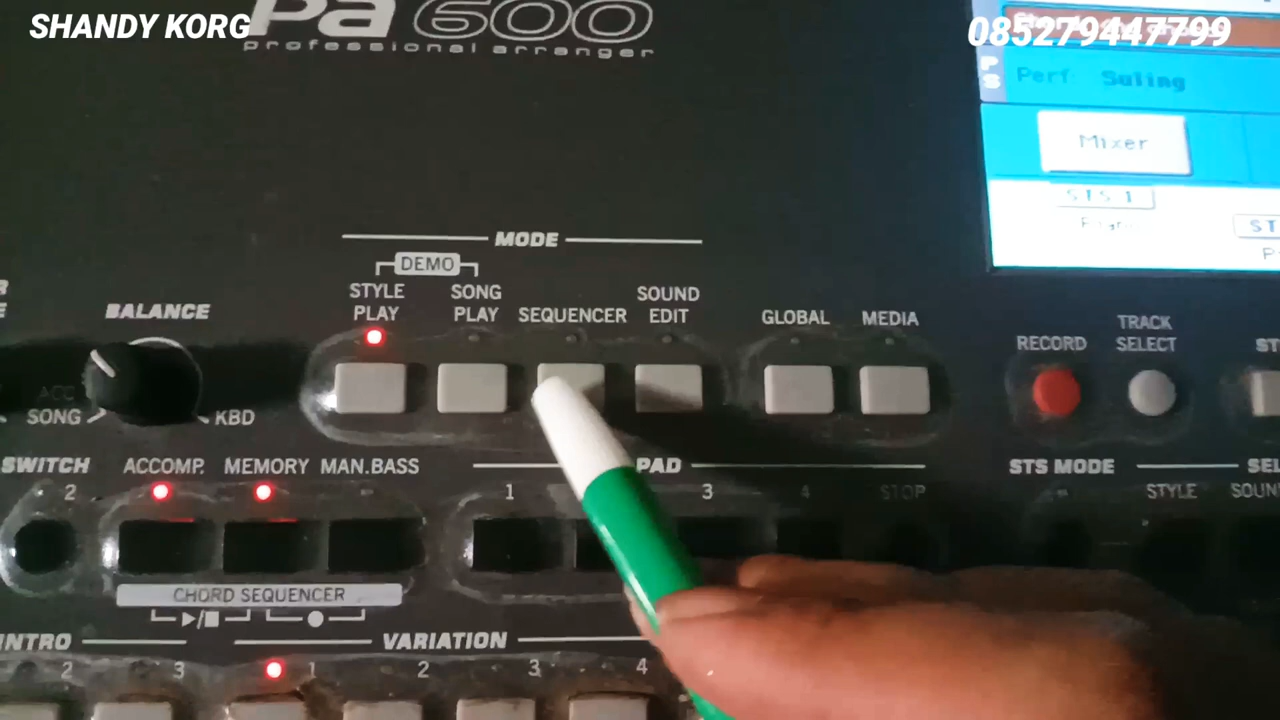 SHANDY KORG
Pa 600
professional arranger
085279447799
PS
Perf Suling
Mixer
STS 1
MODE
DEMO
STYLE PLAY
SONG PLAY
SEQUENCER
SOUND EDIT
GLOBAL
MEDIA
BALANCE
ACC
SONG
KBD
RECORD
TRACK SELECT
SWITCH
2
ACCOMP.
MEMORY
MAN.BASS
PAD
1
3
4
STOP
STS MODE
STYLE
CHORD SEQUENCER
INTRO
2
3
VARIATION
1
2
3
4